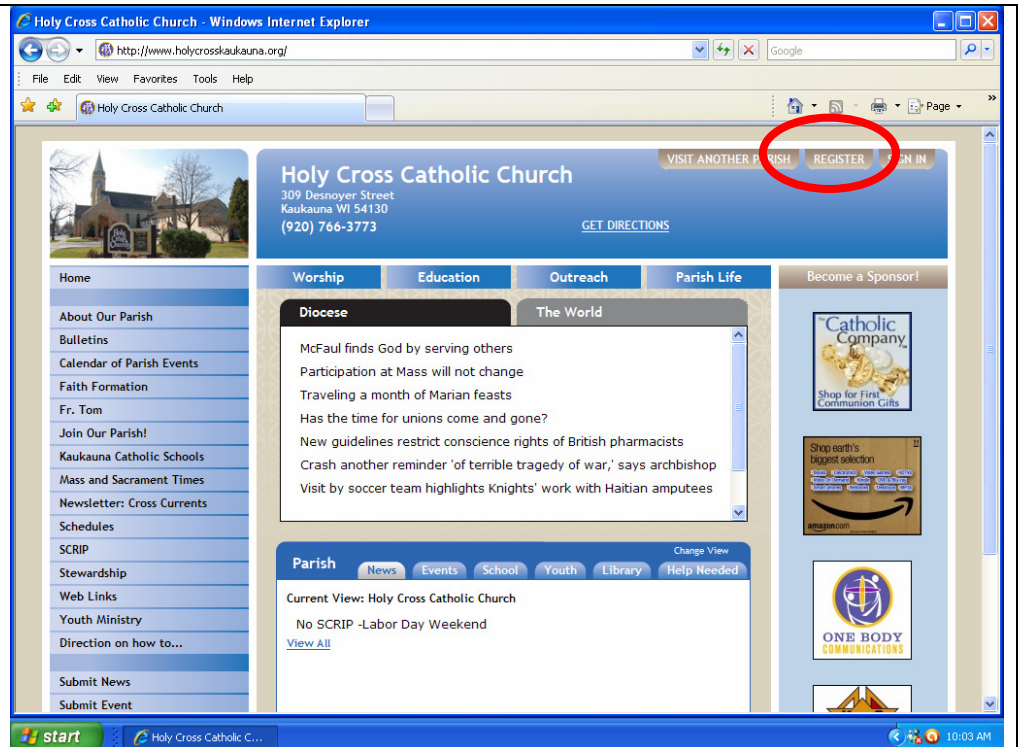 Holy Cross Catholic Church - Windows Internet Explorer
http://www.holycrosskaukauna.org/
Google
File Edit View Favorites Tools Help
Holy Cross Catholic Church
Page
VISIT ANOTHER PARISH REGISTER SIGN IN
Holy Cross Catholic Church
309 Desnoyer Street
Kaukauna WI 54130
(920) 766-3773
GET DIRECTIONS
Home
About Our Parish
Bulletins
Calendar of Parish Events
Faith Formation
Fr. Tom
Join Our Parish!
Kaukauna Catholic Schools
Mass and Sacrament Times
Newsletter: Cross Currents
Schedules
SCRIP
Stewardship
Web Links
Youth Ministry
Direction on how to...
Submit News
Submit Event
Worship Education Outreach Parish Life
Diocese The World
McFaul finds God by serving others
Participation at Mass will not change
Traveling a month of Marian feasts
Has the time for unions come and gone?
New guidelines restrict conscience rights of British pharmacists
Crash another reminder 'of terrible tragedy of war,' says archbishop
Visit by soccer team highlights Knights' work with Haitian amputees
Change View
Parish News Events School Youth Library Help Needed
Current View: Holy Cross Catholic Church
No SCRIP -Labor Day Weekend
View All
Become a Sponsor!
The Catholic
Company
Shop for First
Communion Gifts
Shop earth's
biggest selection
amazon.com
ONE BODY
COMMUNICATIONS
start Holy Cross Catholic C... 10:03 AM